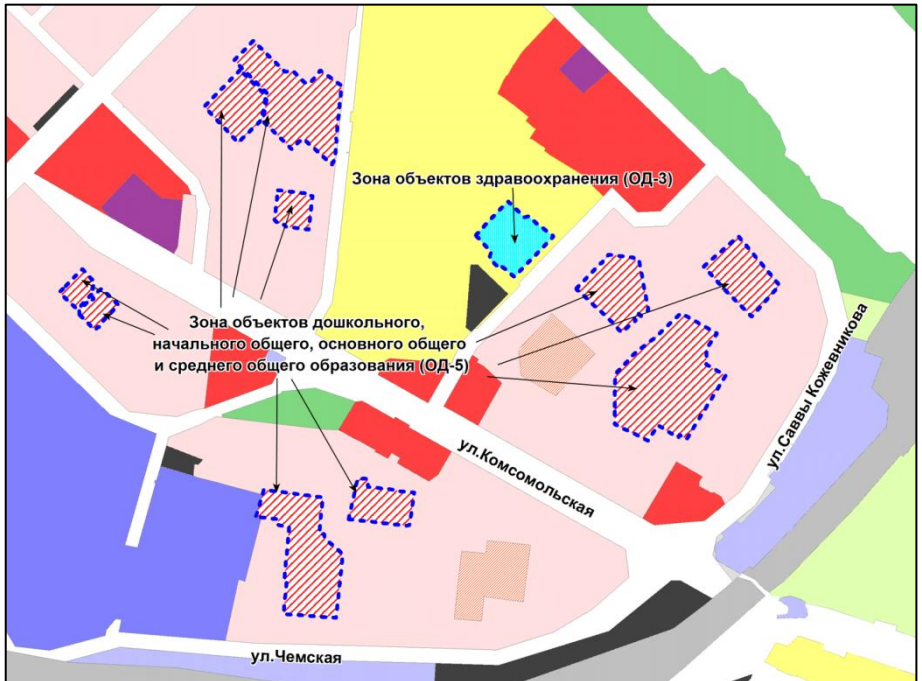 Зона объектов здравоохранения (ОД-3)
Зона объектов дошкольного,
начального общего, основного общего
и среднего общего образования (ОД-5)
ул.Саввы Кожевникова
ул.Комсомольская
ул.Чемская